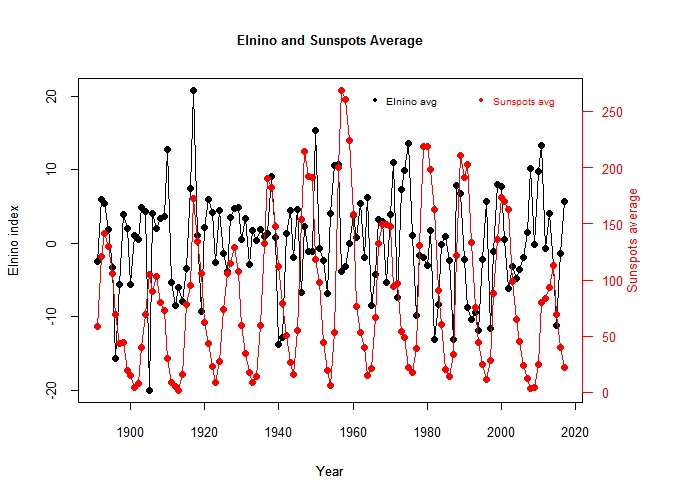 Elnino and Sunspots Average
Elnino avg
Sunspots avg
Elnino index
20
10
0
-10
-20
250
200
150
100
50
0
Sunspots average
1900 1920 1940 1960 1980 2000 2020
Year